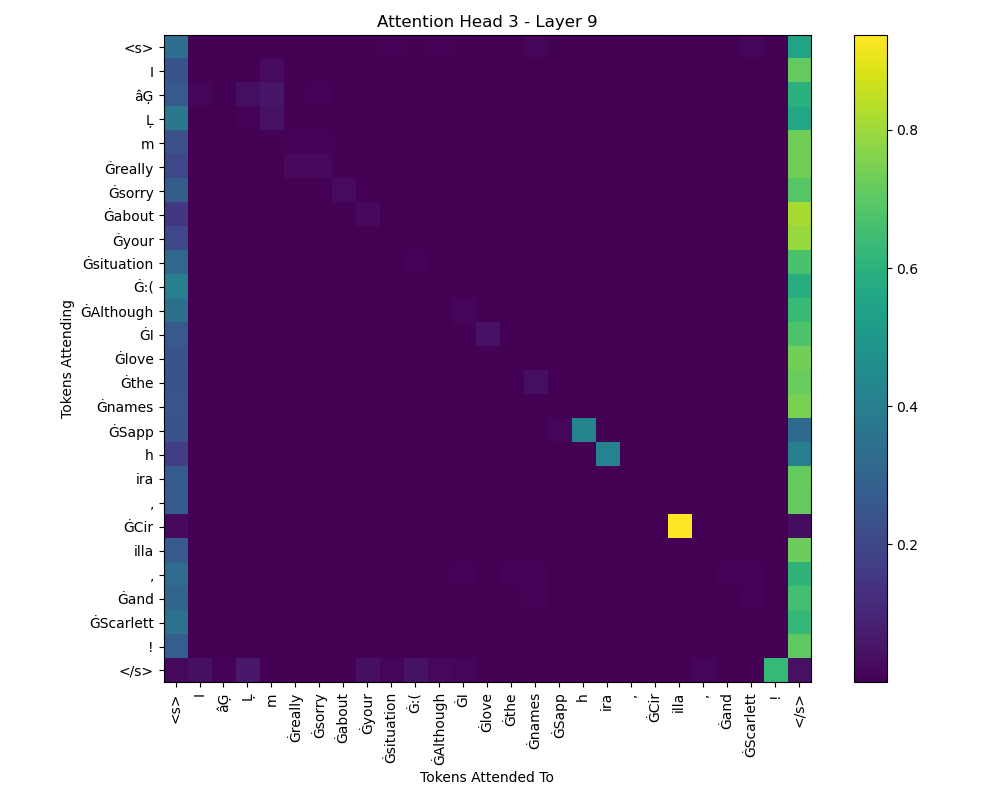 Attention Head 3 - Layer 9
Tokens Attending
<s>
I
âĢ
Ļ
m
Ġreally
Ġsorry
Ġabout
Ġyour
Ġsituation
Ġ:(
ĠAlthough
ĠI
Ġlove
Ġthe
Ġnames
ĠSapp
h
ira
,
ĠCir
illa
,
Ġand
ĠScarlett
!
</s>
<s>
I
âĢ
Ļ
m
Ġreally
Ġsorry
Ġabout
Ġyour
Ġsituation
Ġ:(
ĠAlthough
ĠI
Ġlove
Ġthe
Ġnames
ĠSapp
h
ira
,
ĠCir
illa
,
Ġand
ĠScarlett
!
</s>
Tokens Attended To
0.8
0.6
0.4
0.2